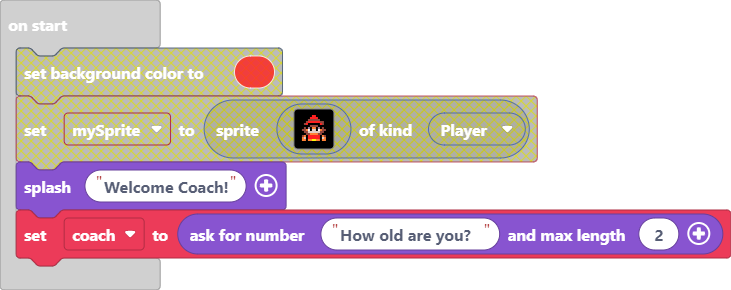 on start
set background color to
set mySprite to sprite of kind Player
splash "Welcome Coach!"
set coach to ask for number "How old are you? " and max length 2